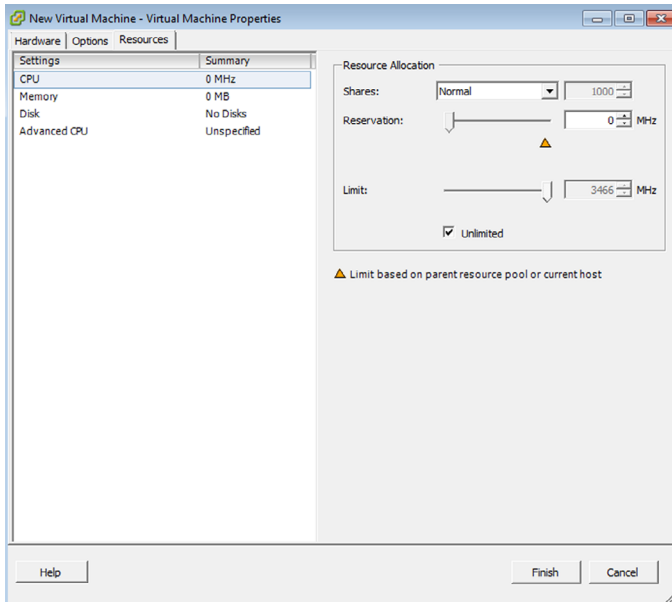 New Virtual Machine - Virtual Machine Properties
Hardware Options Resources
Settings Summary
CPU 0 MHz
Memory 0 MB
Disk No Disks
Advanced CPU Unspecified
Resource Allocation
Shares: Normal 1000
Reservation: 0 MHz
Limit: 3466 MHz
Unlimited
Limit based on parent resource pool or current host
Help Finish Cancel